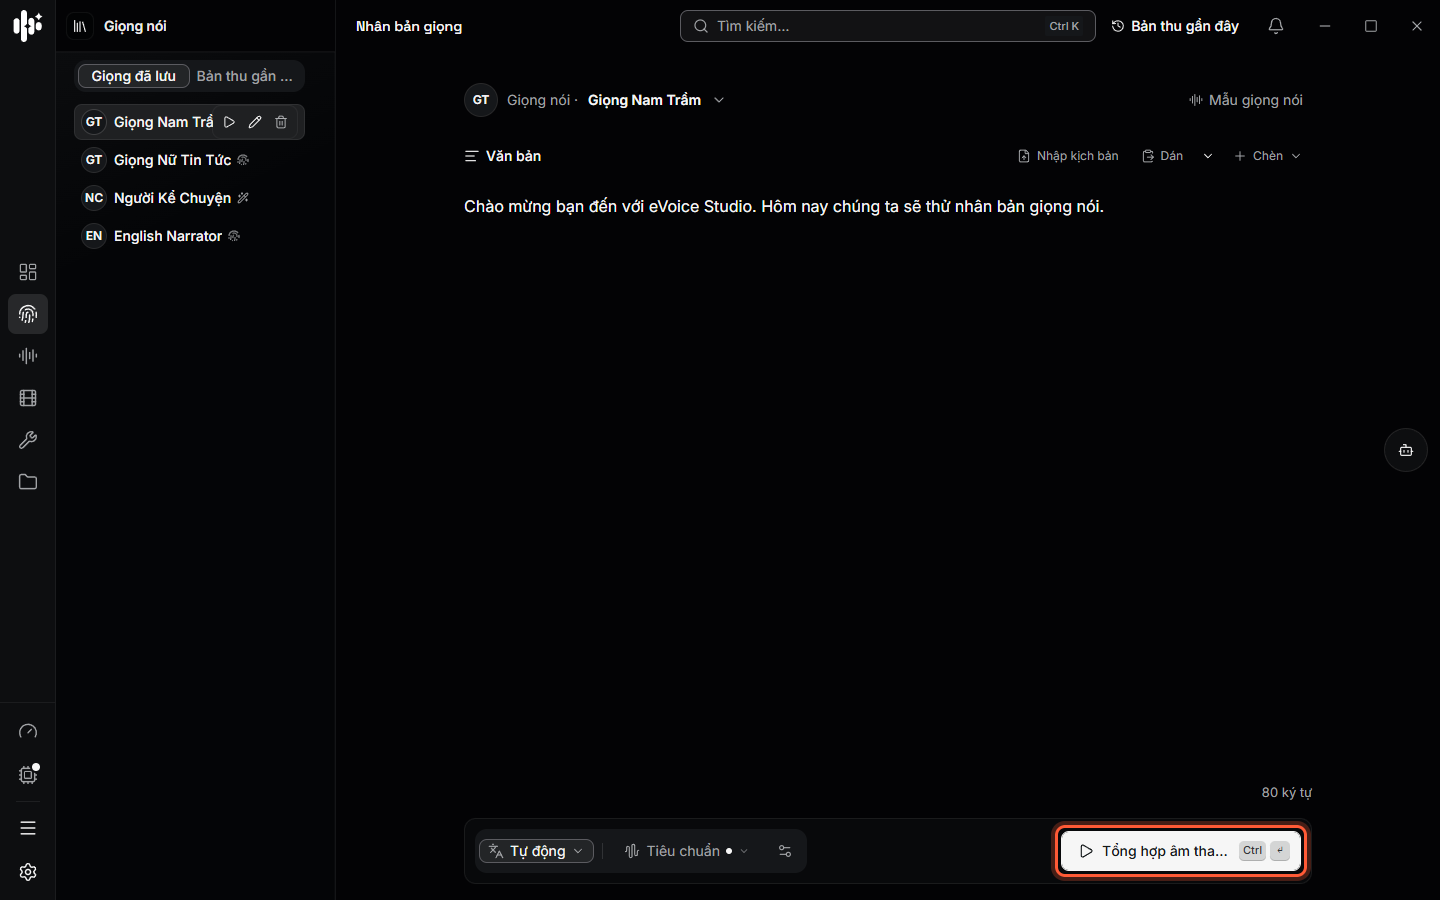 Giọng nói
Nhân bản giọng
Tìm kiếm...
Ctrl K
Bản thu gần đây
Giọng đã lưu
Bản thu gần ...
GT
Giọng Nam Trầ
GT
Giọng Nữ Tin Tức
NC
Người Kể Chuyện
EN
English Narrator
GT
Giọng nói · Giọng Nam Trầm
Mẫu giọng nói
Văn bản
Nhập kịch bản
Dán
Chèn
Chào mừng bạn đến với eVoice Studio. Hôm nay chúng ta sẽ thử nhân bản giọng nói.
80 ký tự
Tự động
Tiêu chuẩn
Tổng hợp âm tha...
Ctrl